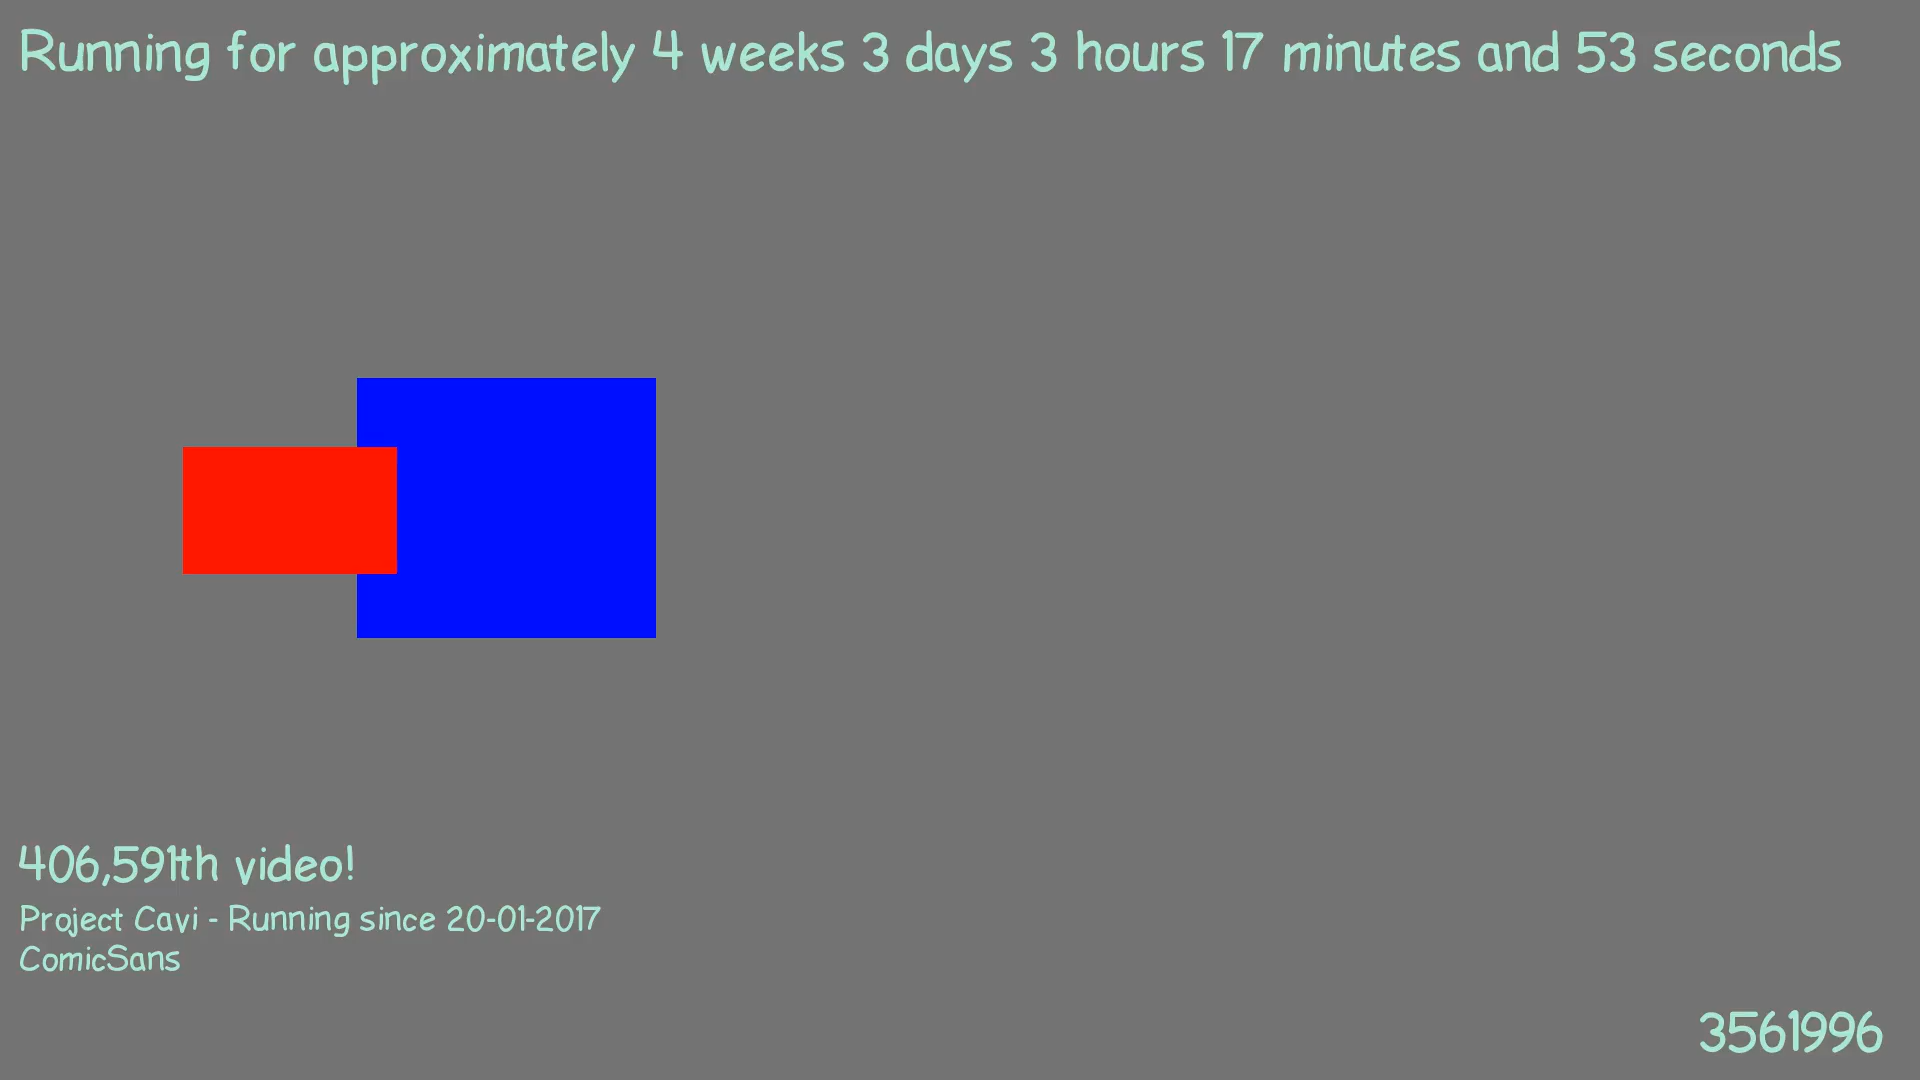 Running for approximately 4 weeks 3 days 3 hours 17 minutes and 53 seconds
406,591th video!
Project Cavi - Running since 20-01-2017
ComicSans
3561996